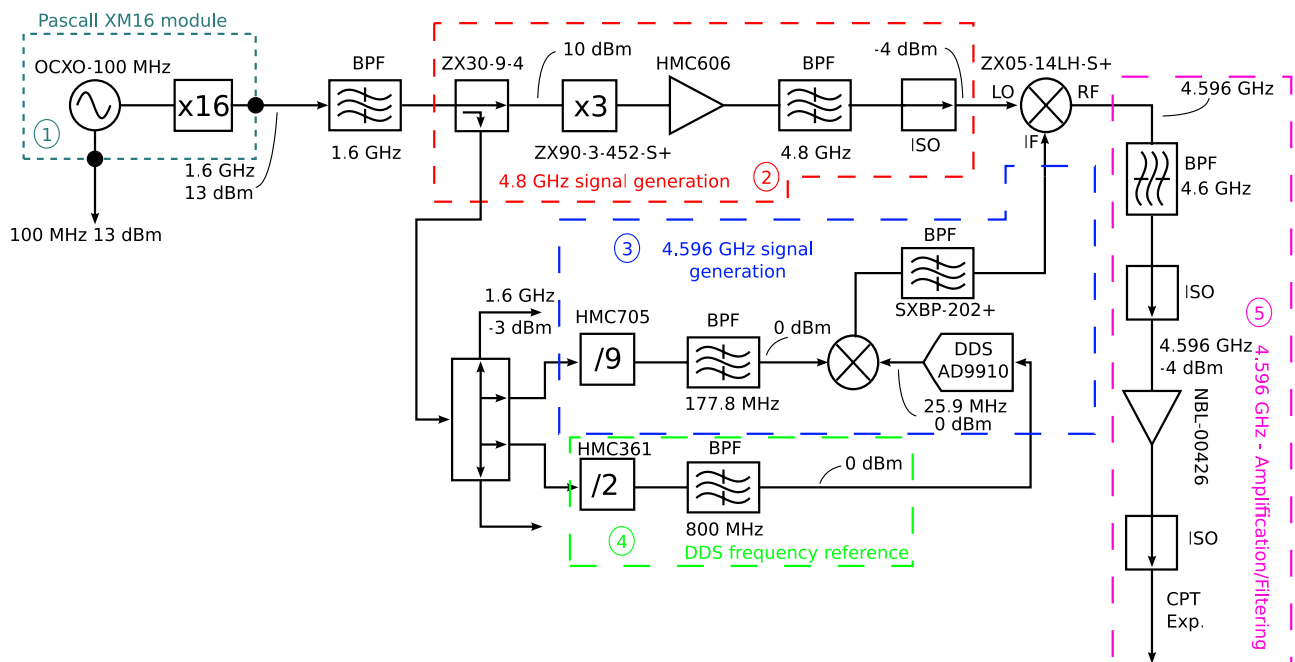 Pascall XM16 module
OCXO-100 MHz
x16
1
1.6 GHz
13 dBm
100 MHz 13 dBm
BPF
1.6 GHz
ZX30-9-4
10 dBm
x3
ZX90-3-452-S+
HMC606
BPF
4.8 GHz
ISO
-4 dBm
4.8 GHz signal generation
2
ZX05-14LH-S+
LO
RF
IF
4.596 GHz
BPF
4.6 GHz
ISO
4.596 GHz
-4 dBm
NBL-00426
ISO
CPT
Exp.
5
4.596 GHz - Amplification/Filtering
3
4.596 GHz signal
generation
BPF
SXBP-202+
1.6 GHz
-3 dBm
HMC705
/9
BPF
177.8 MHz
0 dBm
DDS
AD9910
25.9 MHz
0 dBm
HMC361
/2
BPF
800 MHz
0 dBm
4
DDS frequency reference